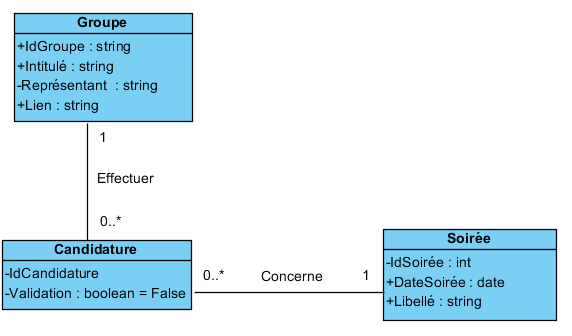 Groupe
+IdGroupe : string
+Intitulé : string
-Représentant : string
+Lien : string
1
Effectuer
0..*
Candidature
-IdCandidature
-Validation : boolean = False
0..*
Concerne
1
Soirée
-IdSoirée : int
+DateSoirée : date
+Libellé : string